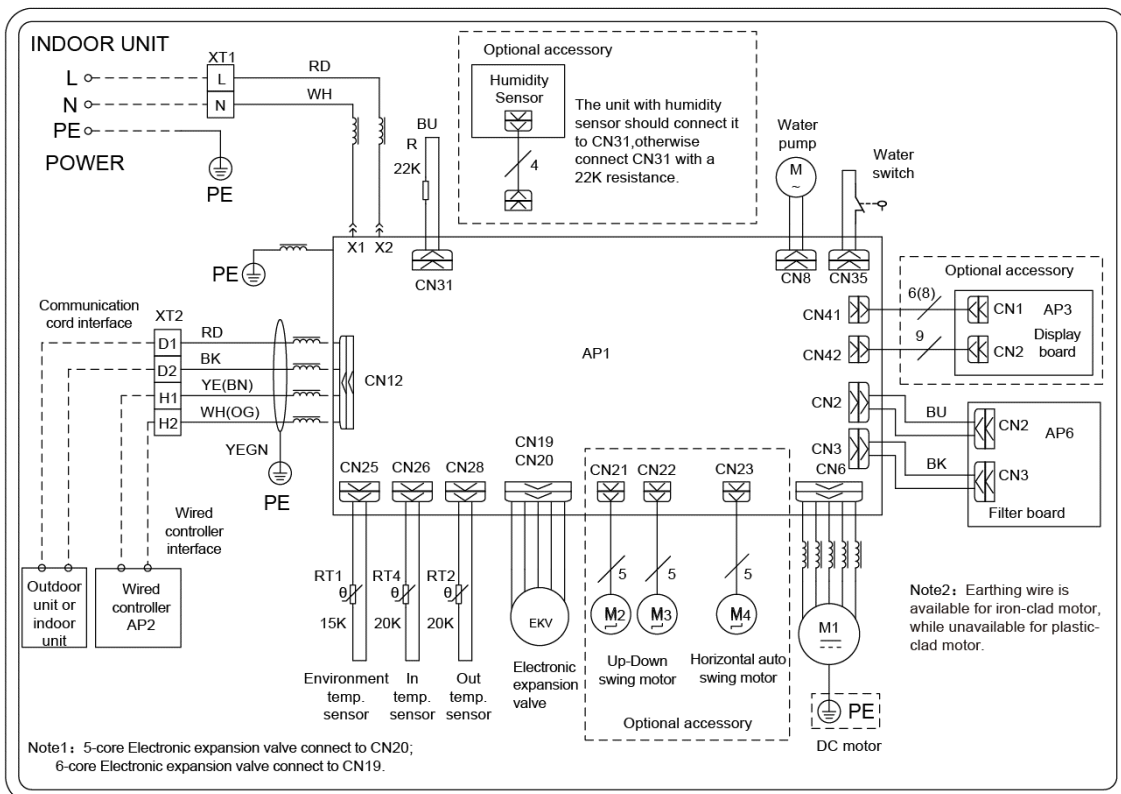 INDOOR UNIT
L
N
PE
POWER
XT1
L
N
RD
WH
PE
BU
R
22K
Optional accessory
Humidity
Sensor
4
The unit with humidity
sensor should connect it
to CN31,otherwise
connect CN31 with a
22K resistance.
Water
pump
M
~
Water
switch
X1
X2
CN31
CN8
CN35
PE
Communication
cord interface
XT2
D1
D2
H1
H2
RD
BK
YE(BN)
WH(OG)
YEGN
PE
CN12
AP1
CN41
CN42
6(8)
9
Optional accessory
CN1
AP3
CN2
Display
board
CN2
CN3
BU
BK
CN2
AP6
CN3
Filter board
Wired
controller
interface
Outdoor
unit or
indoor
unit
Wired
controller
AP2
CN25
CN26
CN28
CN19
CN20
CN21
CN22
CN23
CN6
RT1
θ
15K
RT4
θ
20K
RT2
θ
20K
EKV
5
5
5
M2
M3
M4
M1
Environment
temp.
sensor
In
temp.
sensor
Out
temp.
sensor
Electronic
expansion
valve
Up-Down
swing motor
Horizontal auto
swing motor
Optional accessory
PE
DC motor
Note2：Earthing wire is
available for iron-clad motor,
while unavailable for plastic-
clad motor.
Note1：5-core Electronic expansion valve connect to CN20;
6-core Electronic expansion valve connect to CN19.